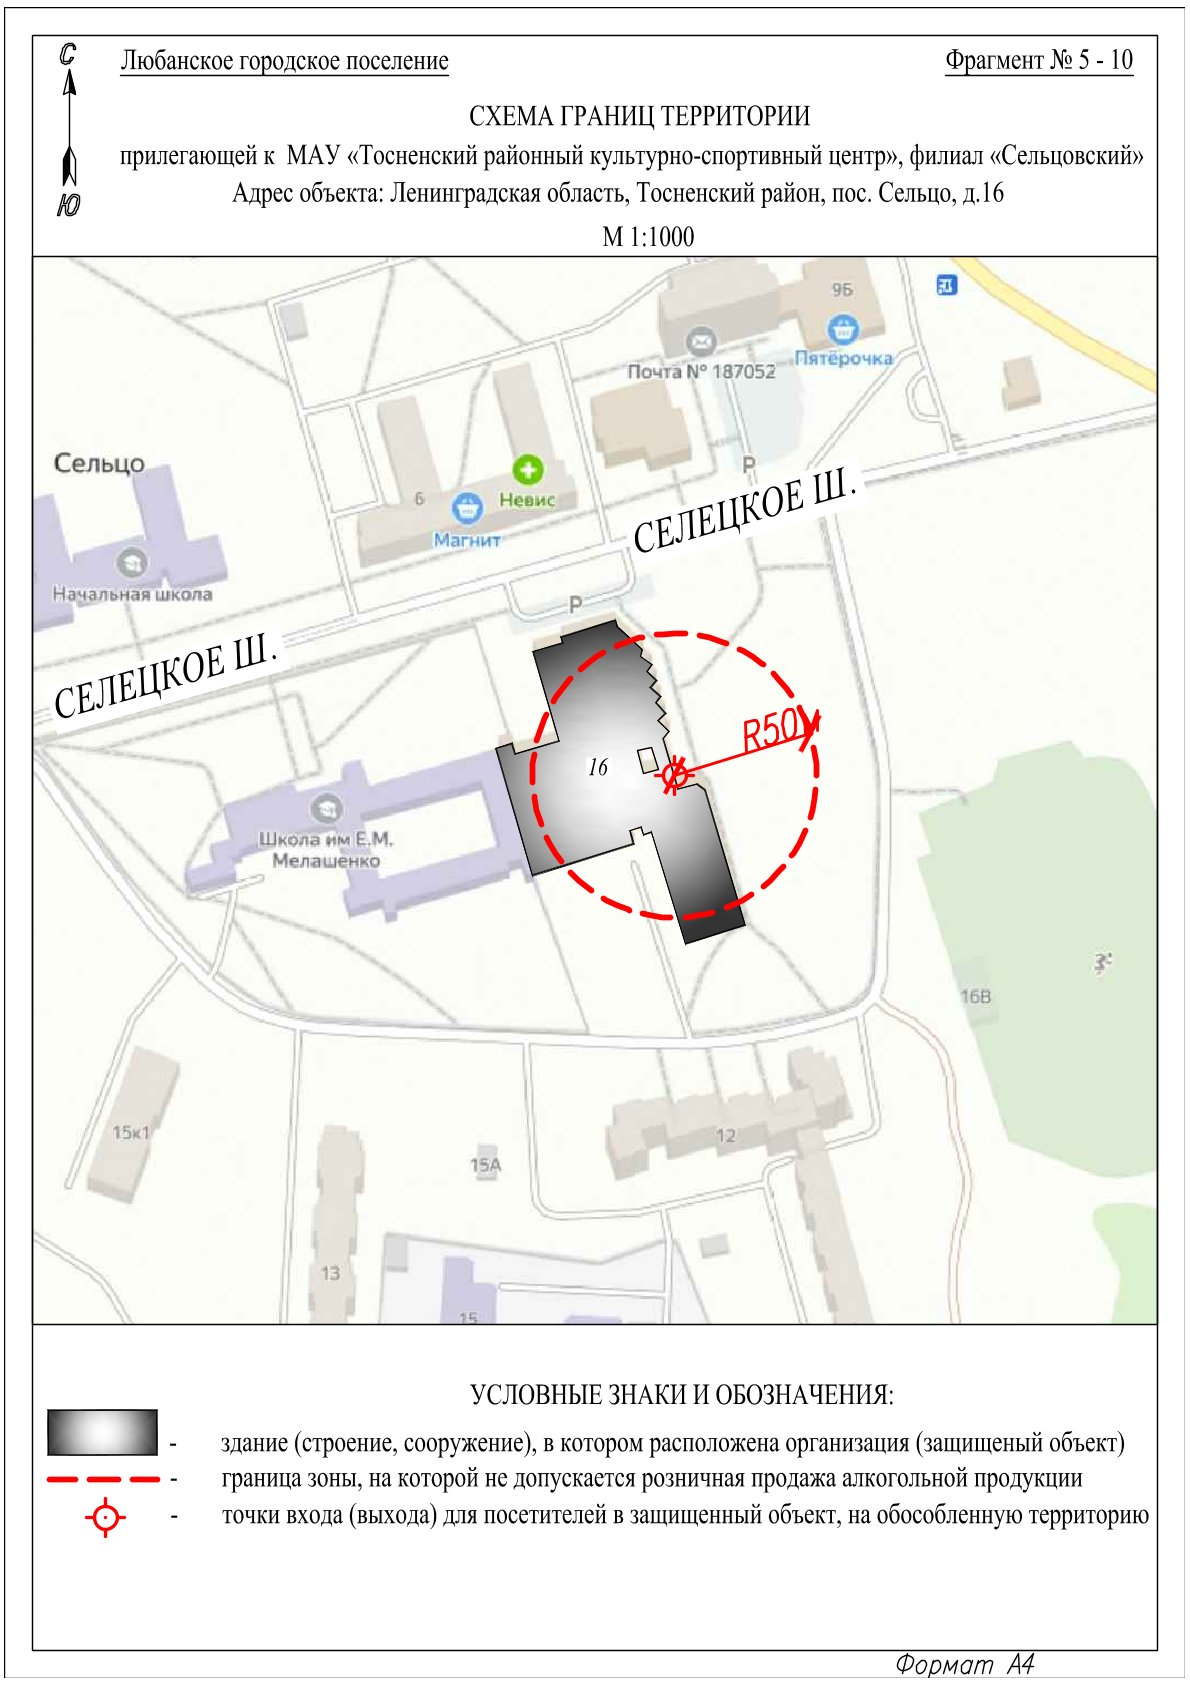 С
Любанское городское поселение
Фрагмент № 5 - 10
СХЕМА ГРАНИЦ ТЕРРИТОРИИ
прилегающей к МАУ «Тосненский районный культурно-спортивный центр», филиал «Сельцовский»
Адрес объекта: Ленинградская область, Тосненский район, пос. Сельцо, д.16
Ю
М 1:1000
9Б
Пятёрочка
Почта N° 187052
Сельцо
P
6
Невис
Магнит
СЕЛЕЦКОЕ Ш.
Начальная школа
P
СЕЛЕЦКОЕ Ш.
R50м
16
Школа им Е.М.
Мелашенко
16В
15к1
12
15А
13
15
УСЛОВНЫЕ ЗНАКИ И ОБОЗНАЧЕНИЯ:
- здание (строение, сооружение), в котором расположена организация (защищеный объект)
- граница зоны, на которой не допускается розничная продажа алкогольной продукции
- точки входа (выхода) для посетителей в защищенный объект, на обособленную территорию
Формат А4